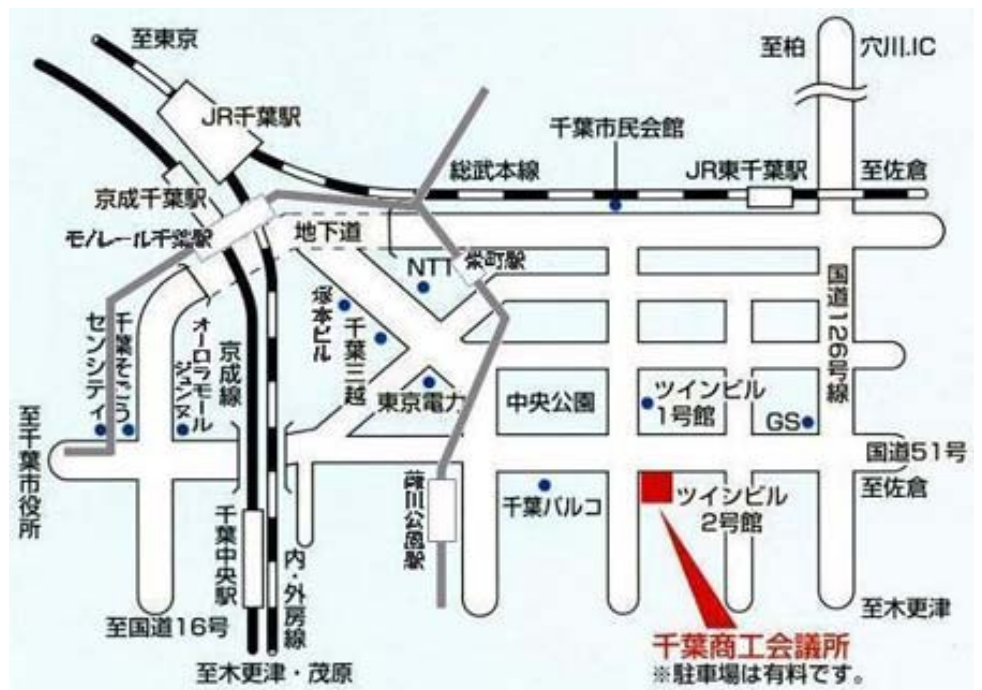 至東京
至柏
穴川.IC
JR千葉駅
千葉市民会館
総武本線
JR東千葉駅
至佐倉
京成千葉駅
モノレール千葉駅
地下道
NTT
栄町駅
国道126号線
塚本ビル
千葉三越
オーロラモール
ジュンヌ
京成線
千葉そごう
センシティ
東京電力
中央公園
ツインビル
1号館
GS
至千葉市役所
国道51号
至佐倉
葭川公園駅
千葉パルコ
ツインビル
2号館
千葉中央駅
内・外房線
至国道16号
至木更津・茂原
至木更津
千葉商工会議所
※駐車場は有料です。